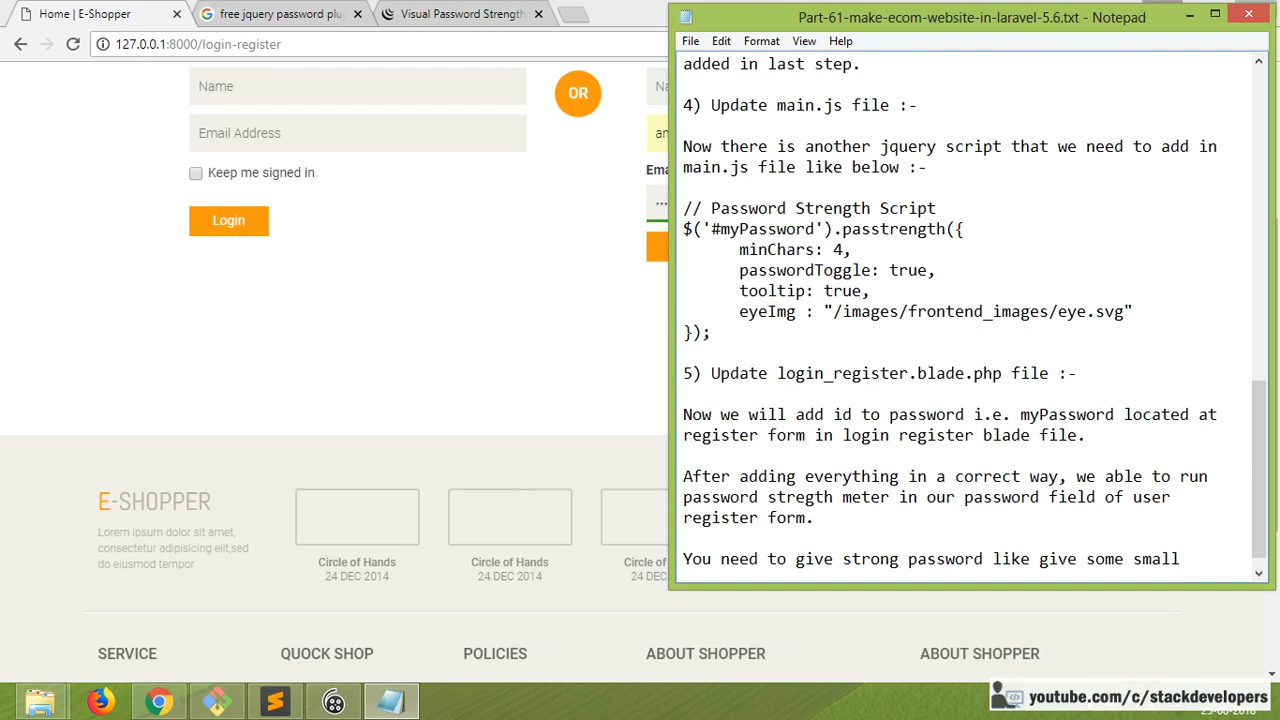 Home | E-Shopper
free jquery password plug
Visual Password Strength
127.0.0.1:8000/login-register
Name
OR
Na
Email Address
an
Keep me signed in
Ema
Login
E-SHOPPER
Lorem ipsum dolor sit amet,
consectetur adipisicing elit,sed
do eiusmod tempor
Circle of Hands
24 DEC 2014
Circle of Hands
24 DEC 2014
Circle
24 DE
SERVICE
QUOCK SHOP
POLICIES
ABOUT SHOPPER
ABOUT SHOPPER
Part-61-make-ecom-website-in-laravel-5.6.txt - Notepad
File Edit Format View Help
added in last step.
4) Update main.js file :-
Now there is another jquery script that we need to add in
main.js file like below :-
// Password Strength Script
$('#myPassword').passtrength({
minChars: 4,
passwordToggle: true,
tooltip: true,
eyeImg : "/images/frontend_images/eye.svg"
});
5) Update login_register.blade.php file :-
Now we will add id to password i.e. myPassword located at
register form in login register blade file.
After adding everything in a correct way, we able to run
password stregth meter in our password field of user
register form.
You need to give strong password like give some small
youtube.com/c/stackdevelopers